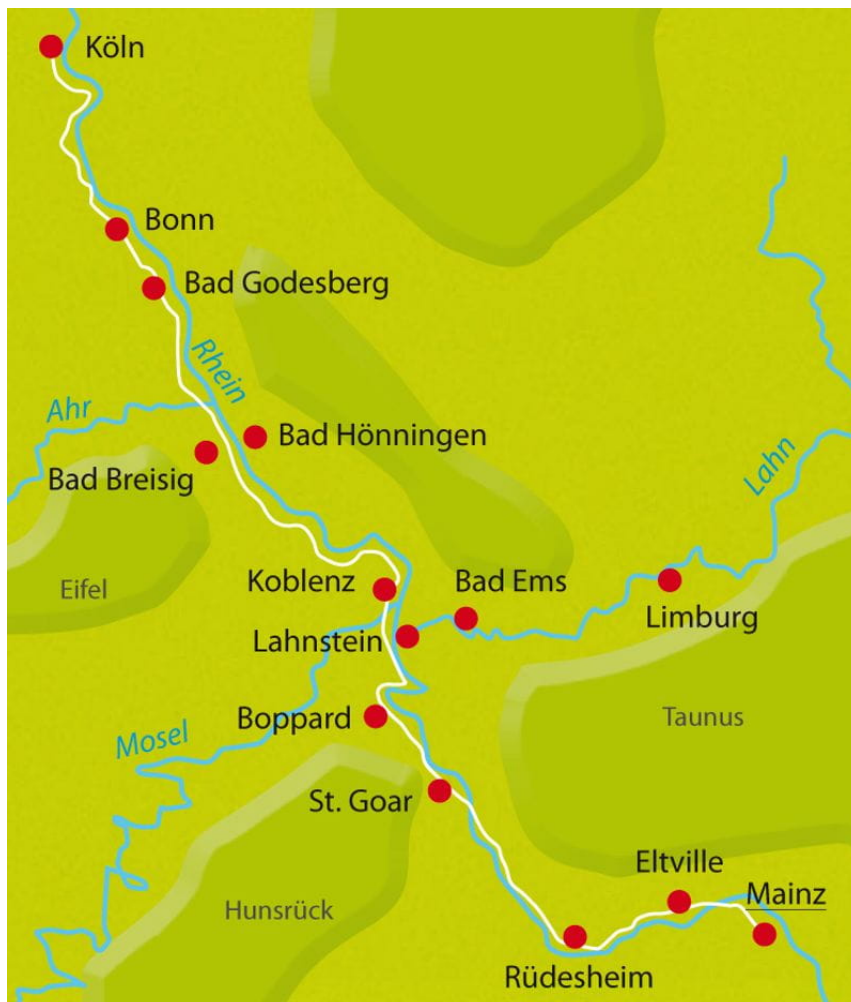 Köln
Bonn
Bad Godesberg
Rhein
Ahr
Bad Hönningen
Bad Breisig
Lahn
Koblenz
Bad Ems
Eifel
Limburg
Lahnstein
Boppard
Taunus
Mosel
St. Goar
Eltville
Mainz
Hunsrück
Rüdesheim